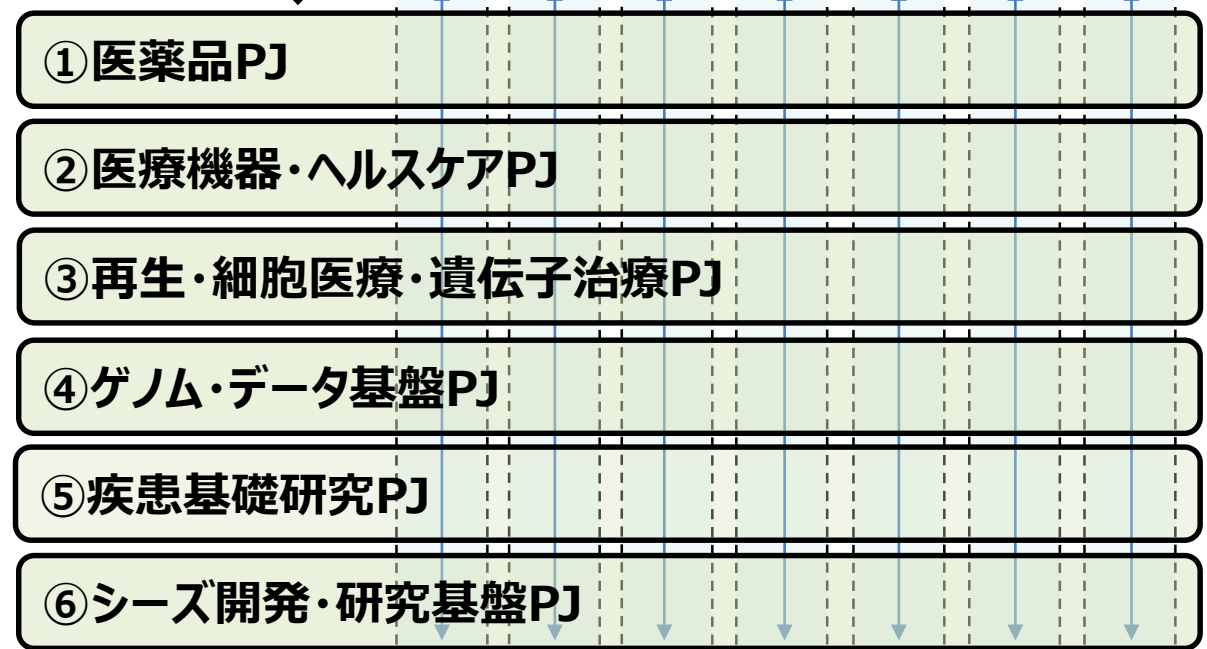 ①医薬品PJ
②医療機器・ヘルスケアPJ
③再生・細胞医療・遺伝子治療PJ
④ゲノム・データ基盤PJ
⑤疾患基礎研究PJ
⑥シーズ開発・研究基盤PJ